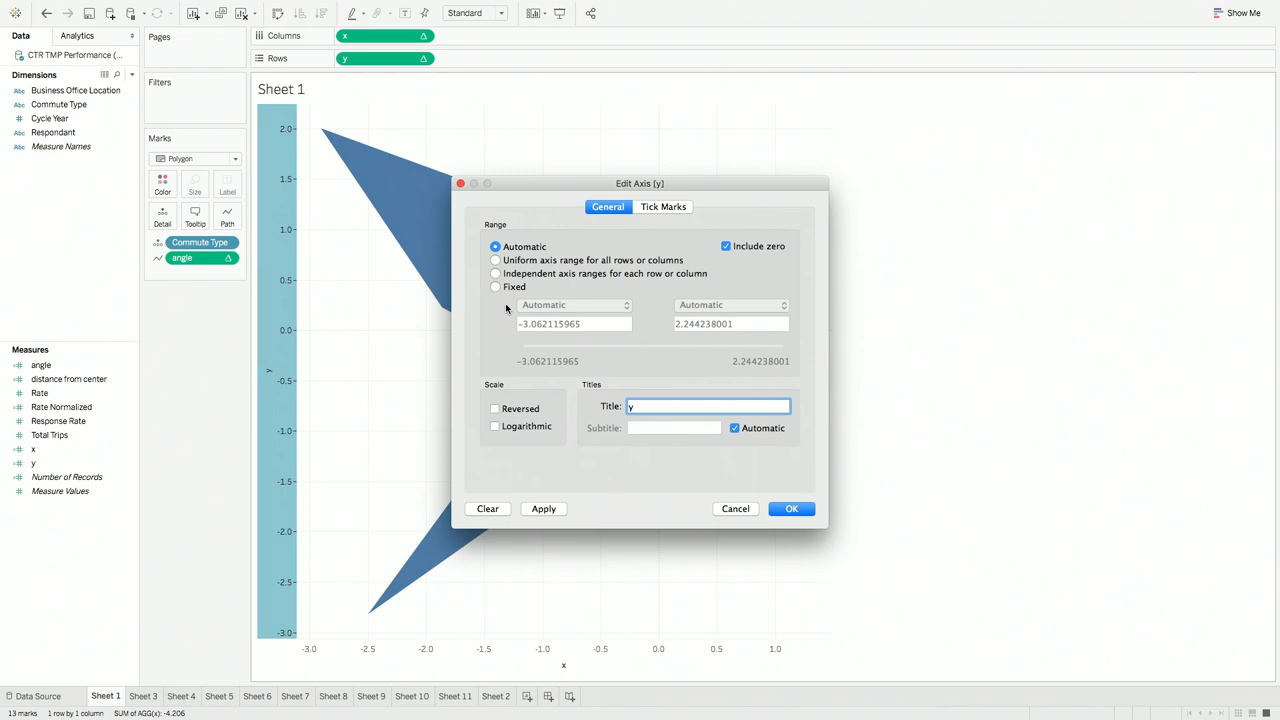 Standard
Show Me
Data
Analytics
Pages
Columns
x
CTR TMP Performance (...
Rows
y
Dimensions
Filters
Abc Business Office Location
Abc Commute Type
# Cycle Year
Abc Respondant
Abc Measure Names
Marks
Polygon
Color
Size
Label
Detail
Tooltip
Path
Commute Type
angle
Measures
angle
distance from center
Rate
Rate Normalized
Response Rate
Total Trips
x
y
Number of Records
Measure Values
Sheet 1
2.0
1.5
1.0
0.5
0.0
-0.5
-1.0
-1.5
-2.0
-2.5
-3.0
y
-3.0
-2.5
-2.0
-1.5
-1.0
-0.5
0.0
0.5
1.0
x
Edit Axis [y]
General
Tick Marks
Range
Automatic
Include zero
Uniform axis range for all rows or columns
Independent axis ranges for each row or column
Fixed
Automatic
Automatic
-3.062115965
2.244238001
-3.062115965
2.244238001
Scale
Titles
Reversed
Title: y
Logarithmic
Subtitle:
Automatic
Clear
Apply
Cancel
OK
Data Source
Sheet 1
Sheet 3
Sheet 4
Sheet 5
Sheet 6
Sheet 7
Sheet 8
Sheet 9
Sheet 10
Sheet 11
Sheet 2
13 marks
1 row by 1 column
SUM of AGG(x): -4.206